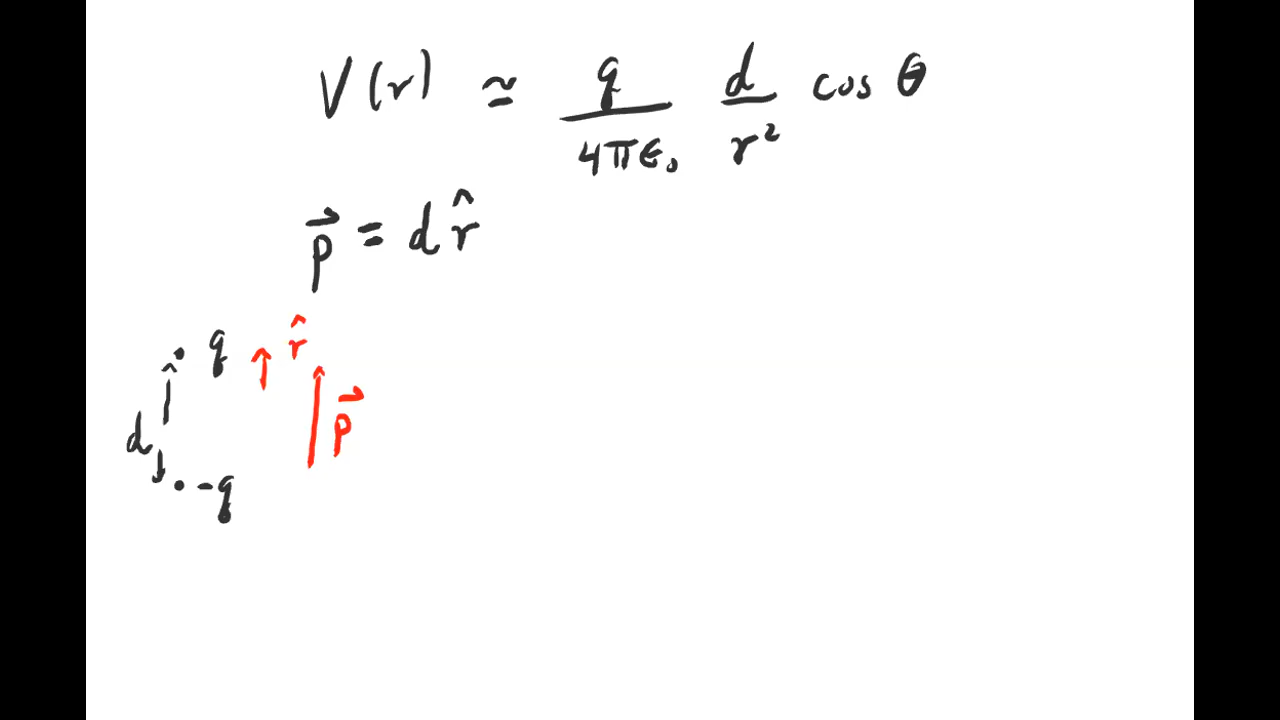 V(r) ≃ q/4πϵ₀ d/r² cos θ
p⃗ = d r̂
q r̂
d p⃗
-q